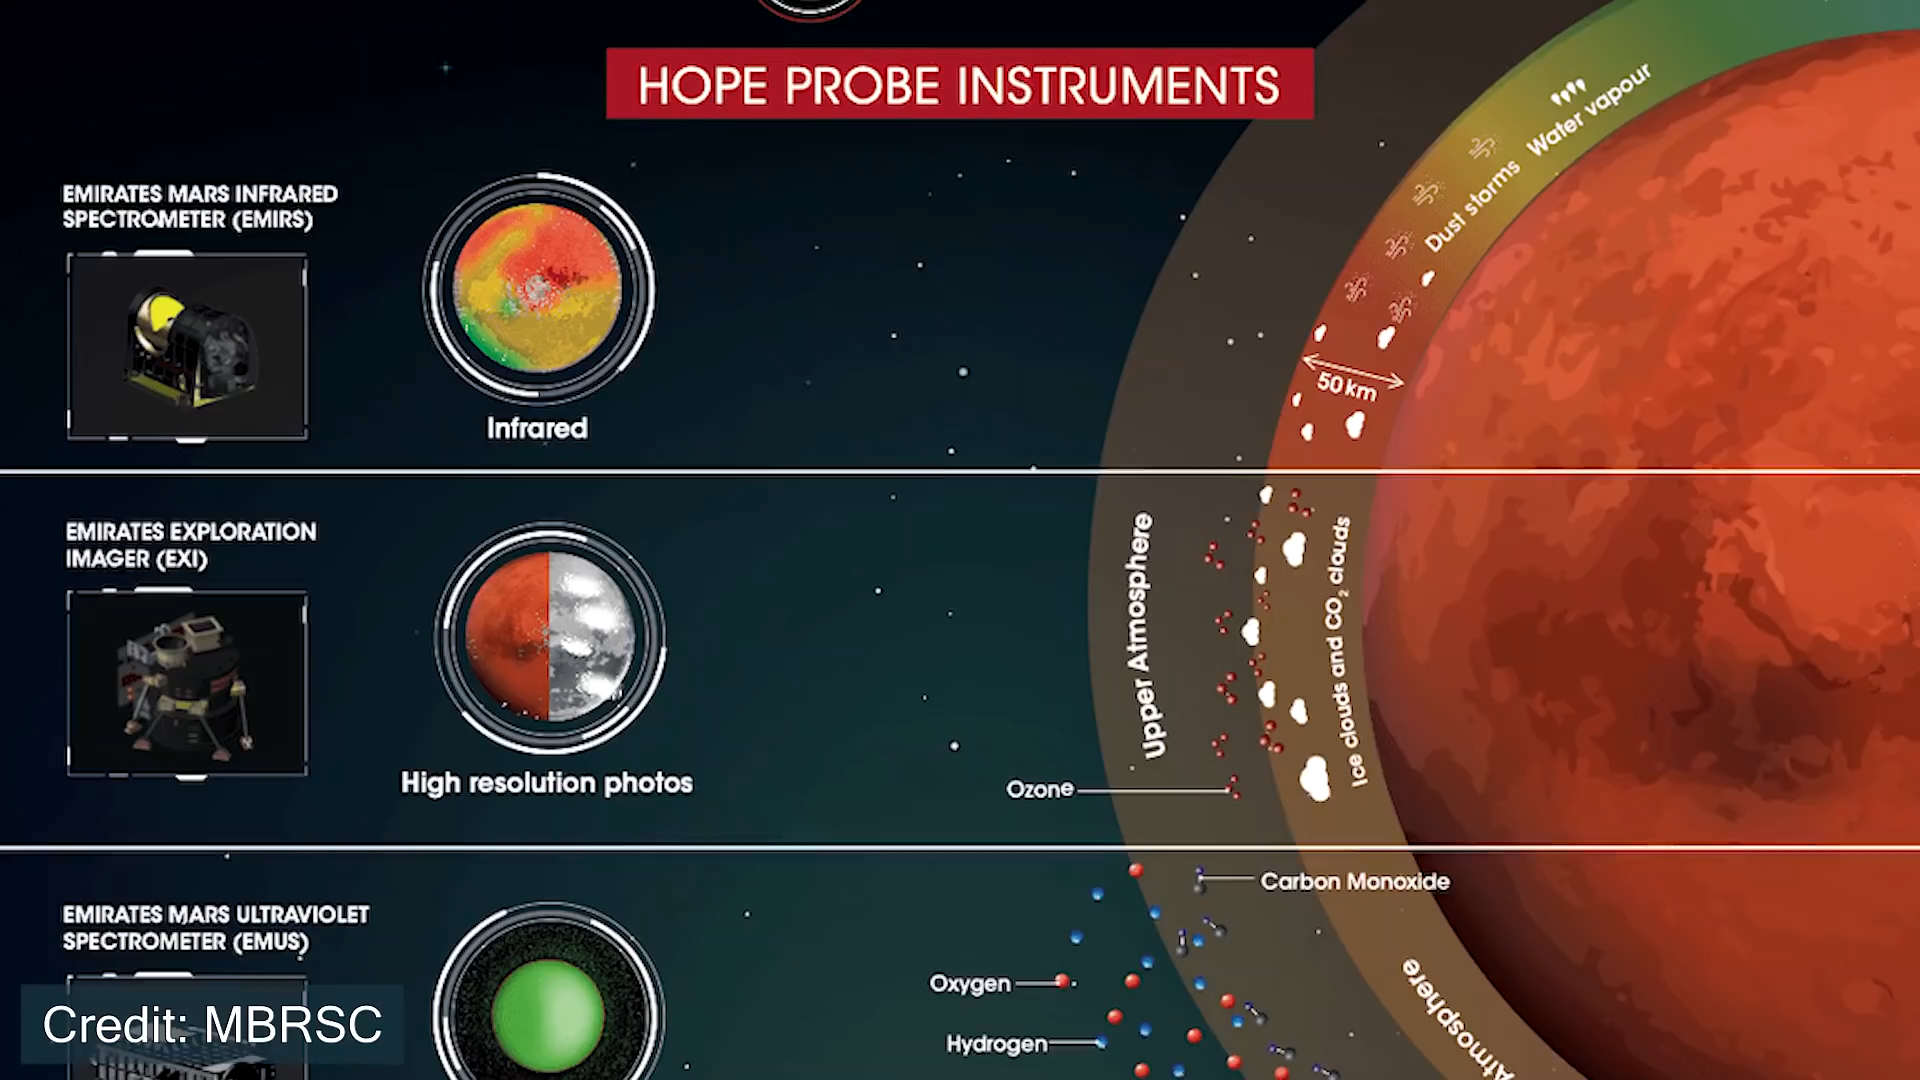 HOPE PROBE INSTRUMENTS
EMIRATES MARS INFRARED
SPECTROMETER (EMIRS)
Infrared
Water vapour
Dust storms
50 km
EMIRATES EXPLORATION
IMAGER (EXI)
High resolution photos
Upper Atmosphere
Ice clouds and CO₂ clouds
Ozone
EMIRATES MARS ULTRAVIOLET
SPECTROMETER (EMUS)
Carbon Monoxide
Oxygen
Hydrogen
Atmosphere
Credit: MBRSC